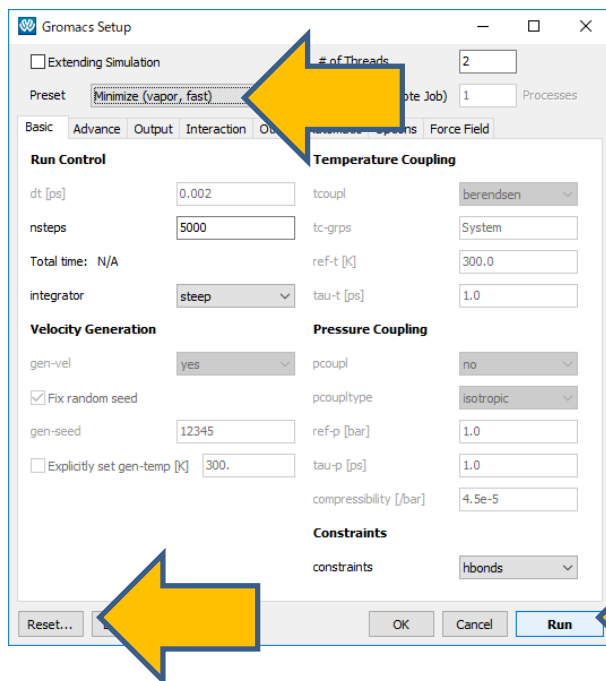 Gromacs Setup
Extending Simulation
# of Threads 2
Preset Minimize (vapor, fast) Job) 1 Processes
Basic Advance Output Interaction Force Field
Run Control
Temperature Coupling
dt [ps] 0.002
tcoupl berendsen
nsteps 5000
tc-grps System
Total time: N/A
ref-t [K] 300.0
integrator steep
tau-t [ps] 1.0
Velocity Generation
Pressure Coupling
gen-vel yes
pcoupl no
Fix random seed
pcoupltype isotropic
gen-seed 12345
ref-p [bar] 1.0
Explicitly set gen-temp [K] 300.
tau-p [ps] 1.0
compressibility [/bar] 4.5e-5
Constraints
constraints hbonds
Reset... OK Cancel Run